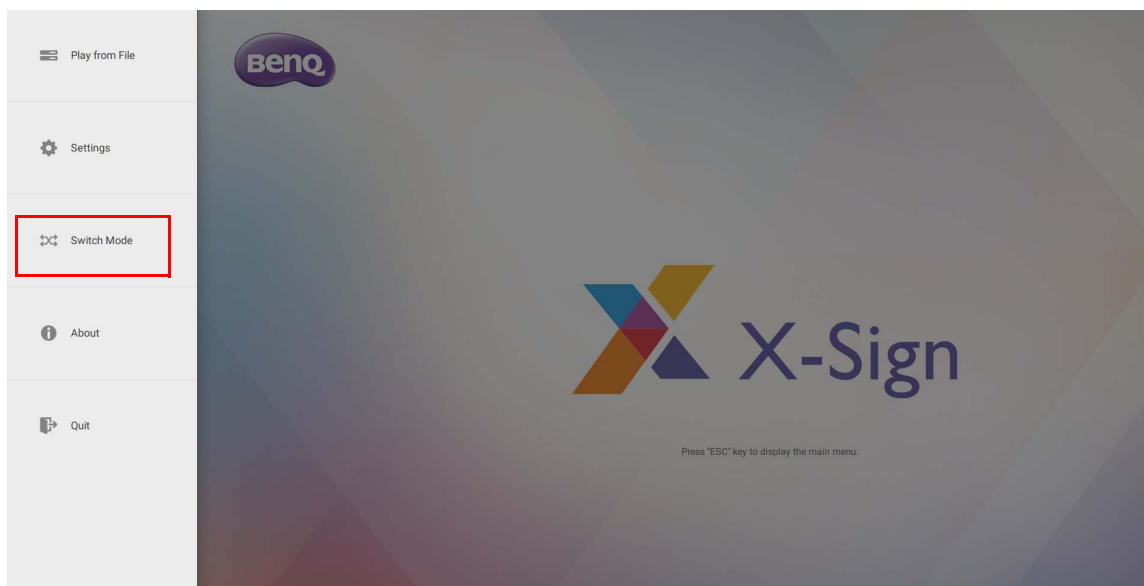 Play from File
BenQ
Settings
Switch Mode
X-Sign
About
Quit
Press "ESC" key to display the main menu.